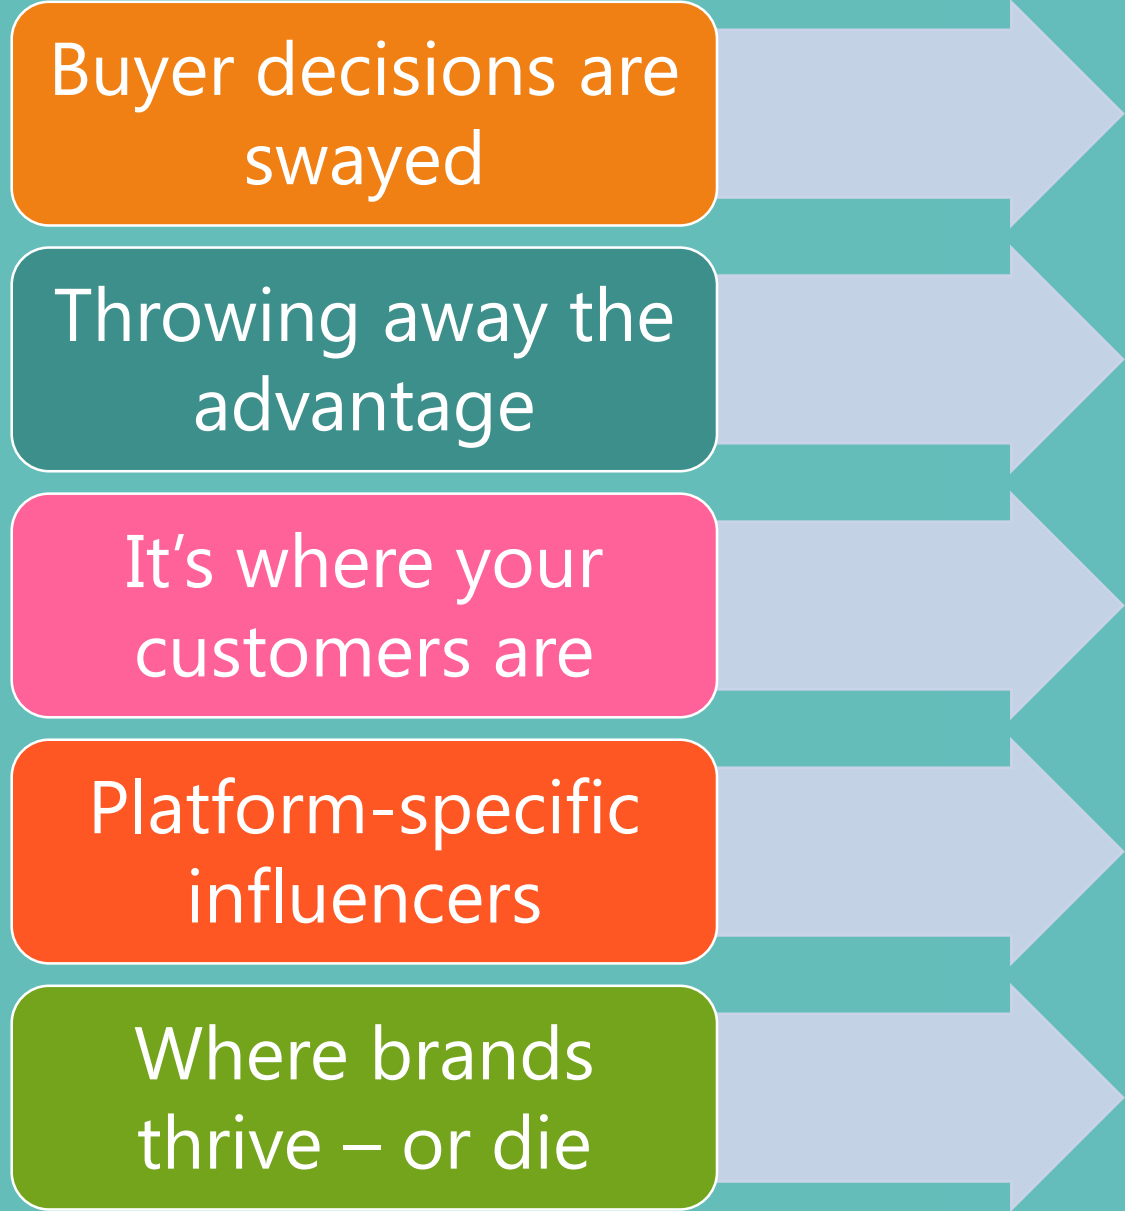 Buyer decisions are
swayed
Throwing away the
advantage
It’s where your
customers are
Platform-specific
influencers
Where brands
thrive – or die